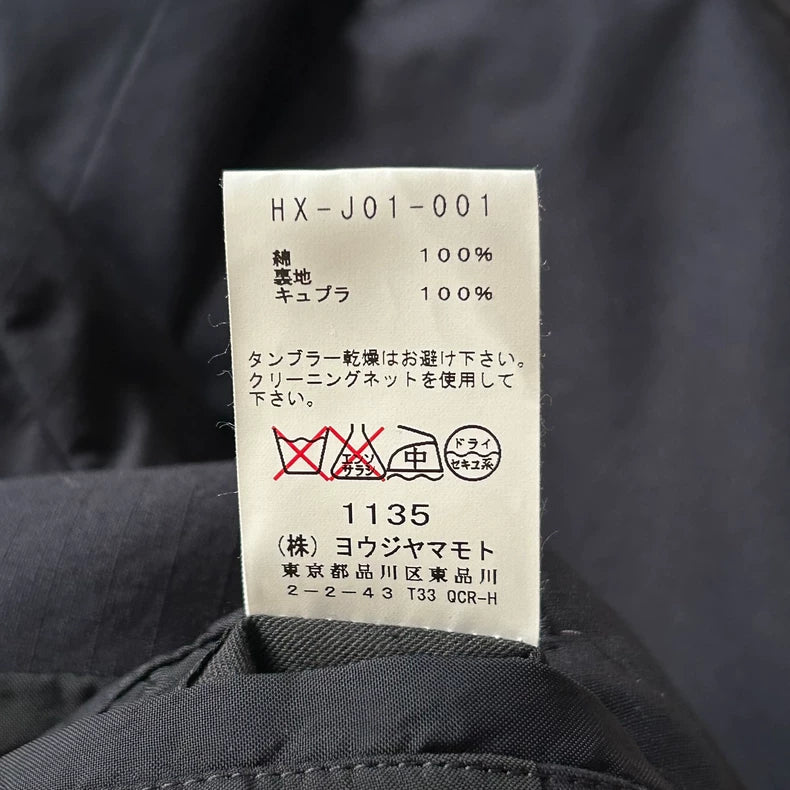 HX-J01-001
綿 100%
裏地
キュプラ 100%
タンブラー乾燥はお避け下さい。
クリーニングネットを使用して
下さい。
エンソ
サラシ
中
ドライ
セキユ系
1135
(株) ヨウジヤマモト
東京都品川区東品川
2-2-43 T33 QCR-H